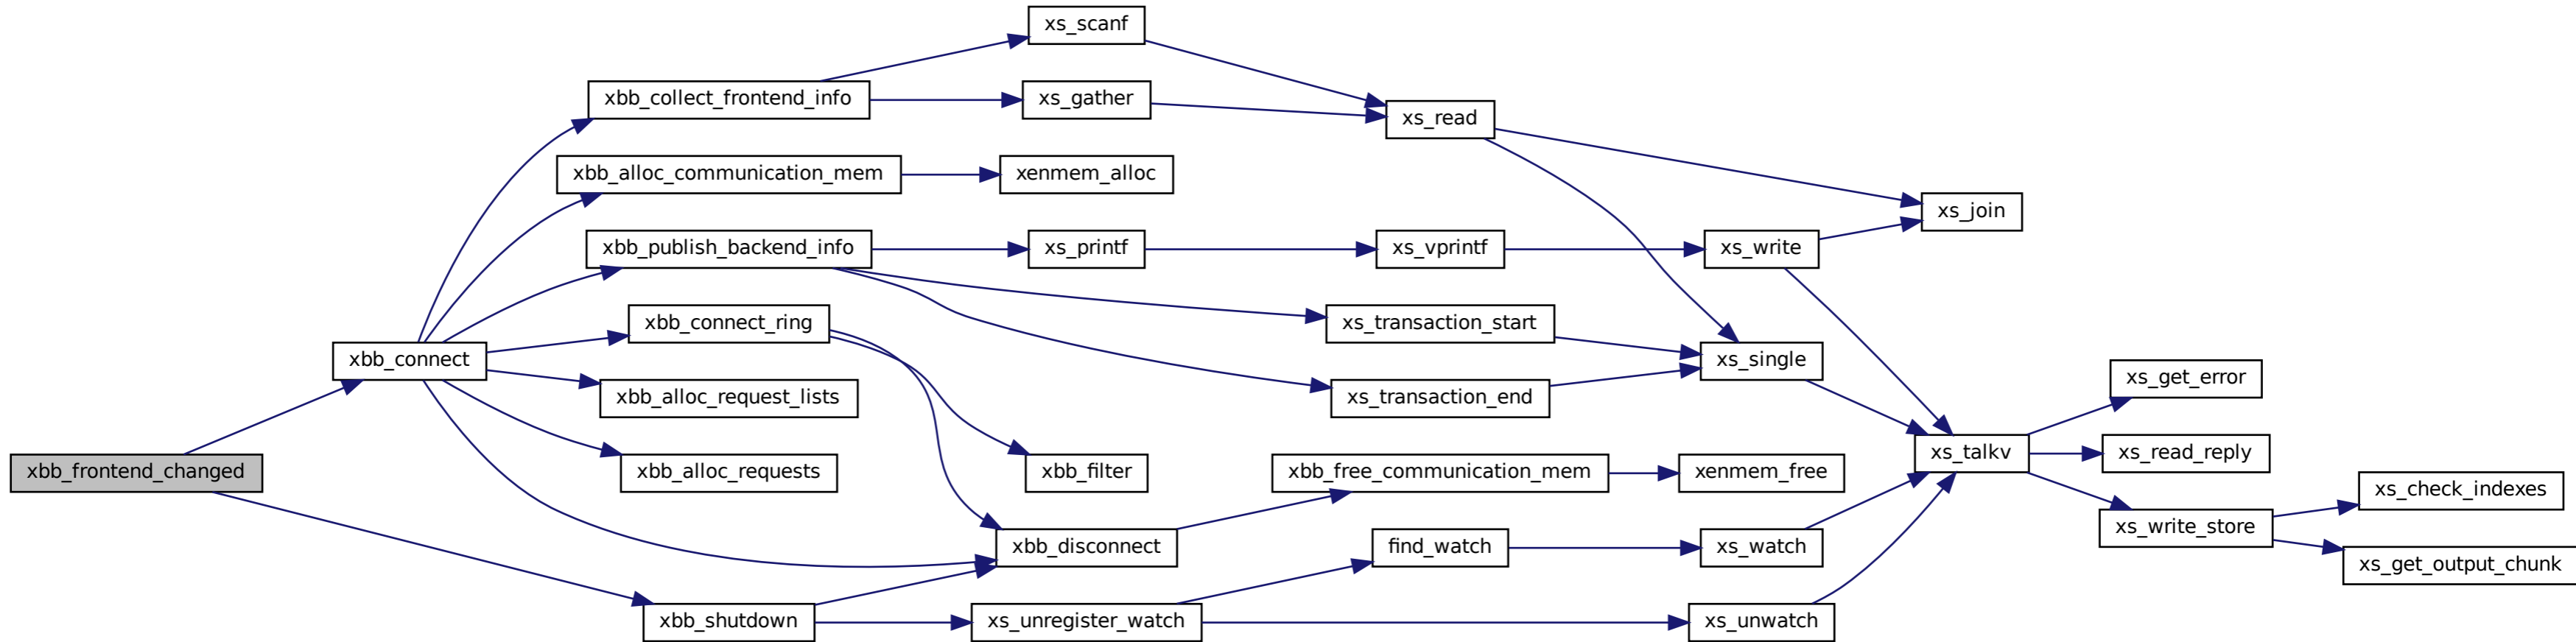 xs_scanf
xbb_collect_frontend_info
xs_gather
xs_read
xbb_alloc_communication_mem
xenmem_alloc
xs_join
xbb_publish_backend_info
xs_printf
xs_vprintf
xs_write
xbb_connect_ring
xs_transaction_start
xbb_connect
xs_single
xs_get_error
xbb_alloc_request_lists
xs_transaction_end
xs_talkv
xs_read_reply
xbb_frontend_changed
xbb_alloc_requests
xbb_filter
xbb_free_communication_mem
xenmem_free
xs_check_indexes
xs_write_store
xbb_disconnect
find_watch
xs_watch
xs_get_output_chunk
xbb_shutdown
xs_unregister_watch
xs_unwatch